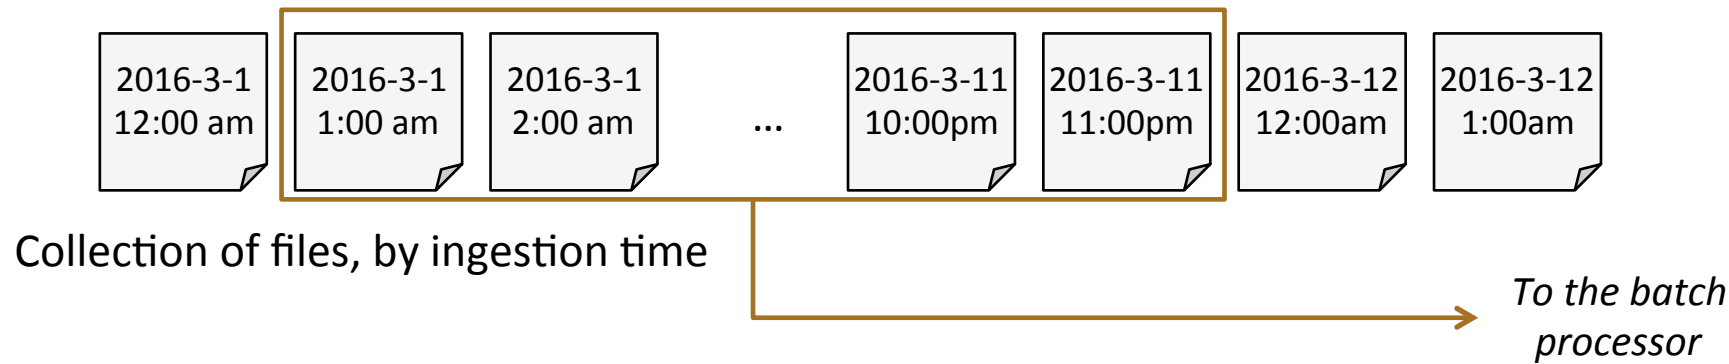 2016-3-1
12:00 am
2016-3-1
1:00 am
2016-3-1
2:00 am
...
2016-3-11
10:00pm
2016-3-11
11:00pm
2016-3-12
12:00am
2016-3-12
1:00am
Collection of files, by ingestion time
To the batch
processor